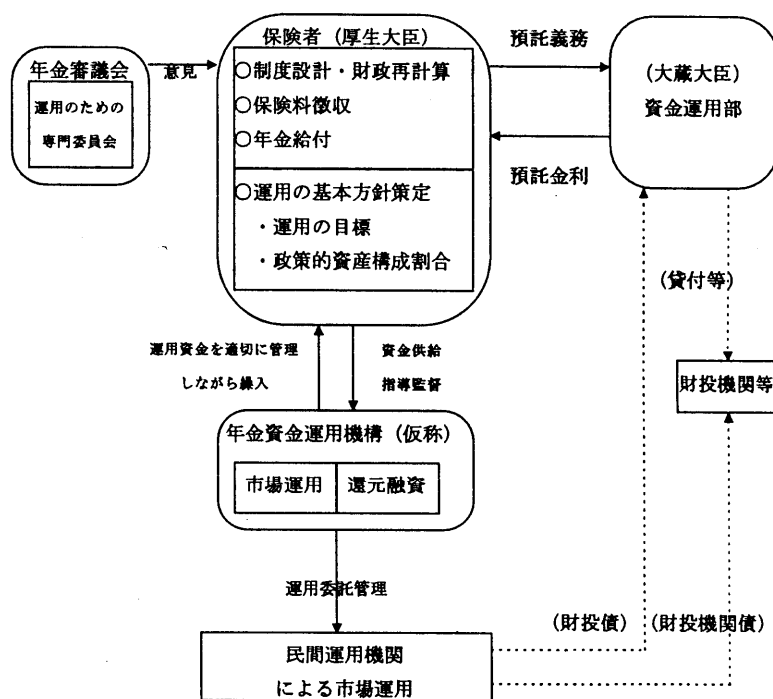 保険者（厚生大臣）
預託義務
年金審議会
意見
○制度設計・財政再計算
（大蔵大臣）
運用のための
○保険料徴収
資金運用部
専門委員会
○年金給付
預託金利
○運用の基本方針策定
・運用の目標
・政策的資産構成割合
（貸付等）
運用資金を適切に管理
資金供給
しながら繰入
指導監督
財投機関等
年金資金運用機構（仮称）
市場運用
還元融資
運用委託管理
（財投債）
（財投機関債）
民間運用機関
による市場運用